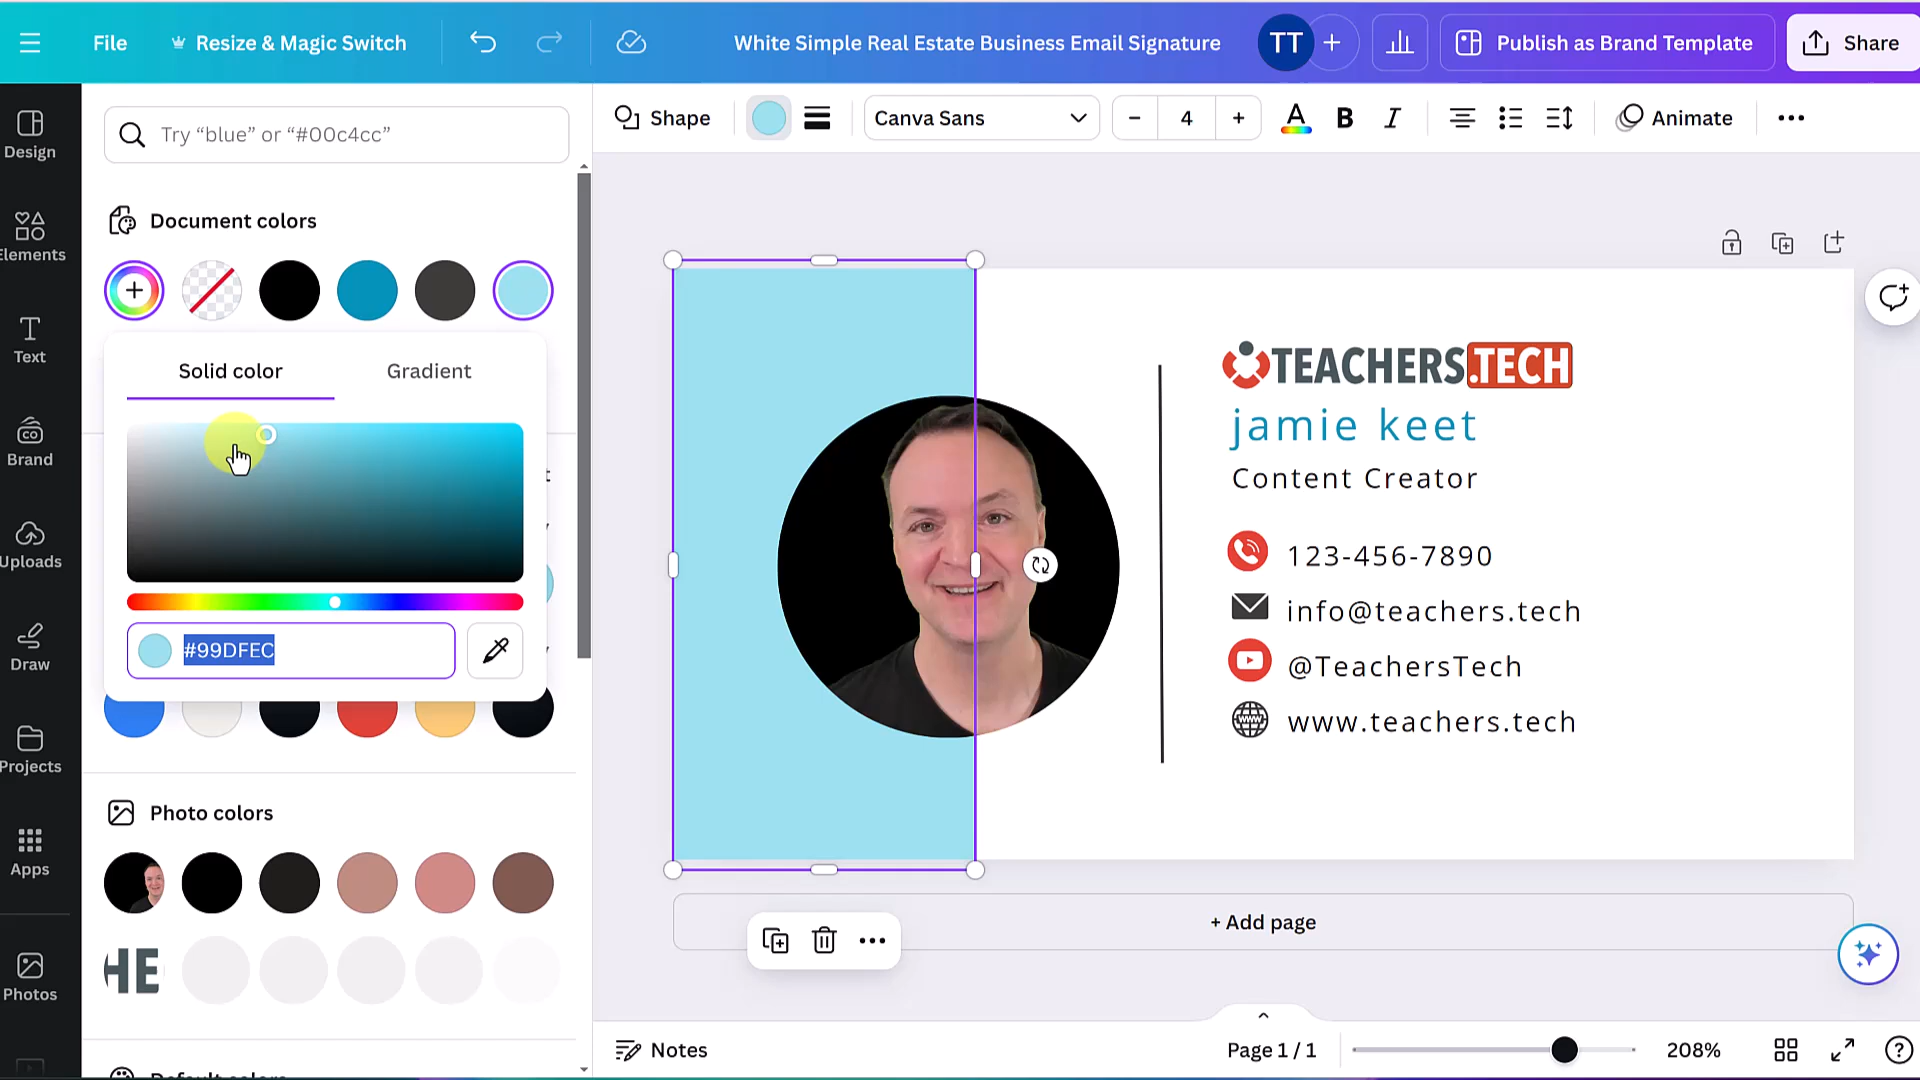 File
Resize & Magic Switch
White Simple Real Estate Business Email Signature
TT
Publish as Brand Template
Share
Design
Elements
Text
Brand
Uploads
Draw
Projects
Apps
Photos
Try “blue” or “#00c4cc”
Document colors
Solid color
Gradient
#99DFEC
Photo colors
HE
Default colors
Shape
Canva Sans
4
A
B
I
Animate
TEACHERS.TECH
jamie keet
Content Creator
123-456-7890
info@teachers.tech
@TeachersTech
www.teachers.tech
+ Add page
Notes
Page 1 / 1
208%